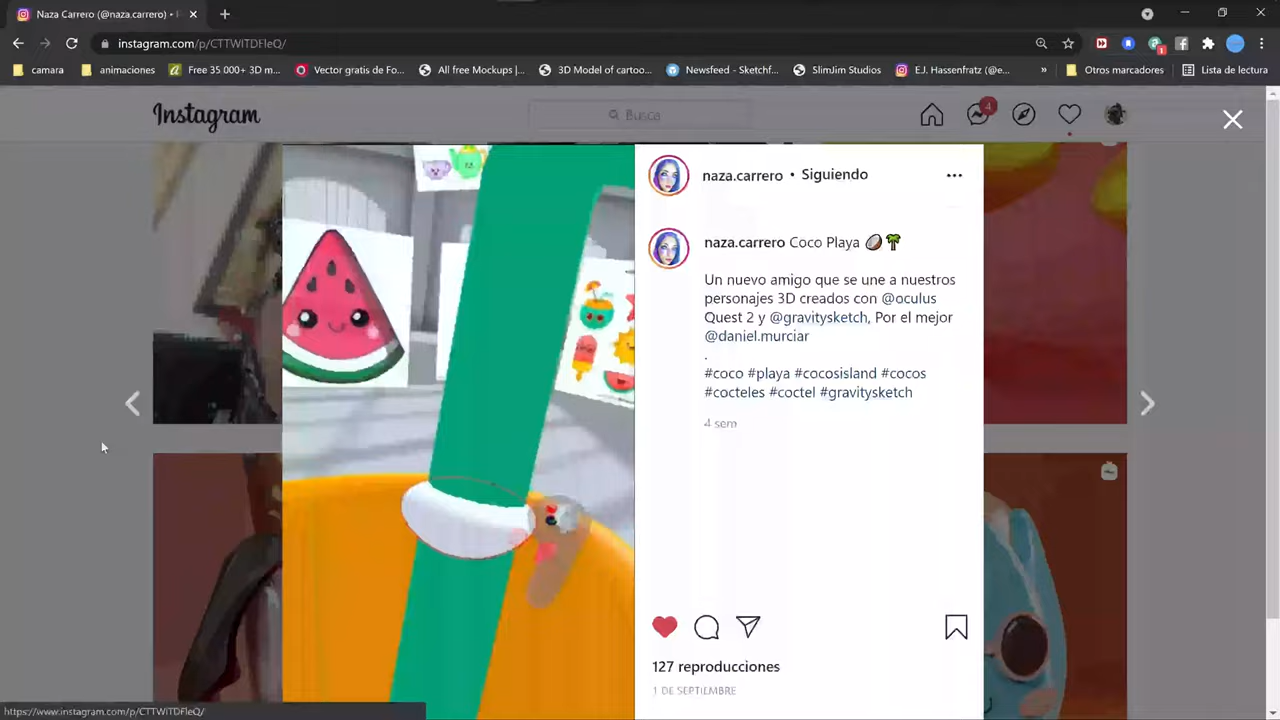 Naza Carrero (@naza.carrero) •
instagram.com/p/CTTWITDFleQ/
camara
animaciones
Free 35.000+ 3D m...
Vector gratis de Fo...
All free Mockups |...
3D Model of cartoo...
Newsfeed - Sketchf...
SlimJim Studios
E.J. Hassenfratz (@e...
»
Otros marcadores
Lista de lectura
Instagram
Busca
4
naza.carrero • Siguiendo
naza.carrero Coco Playa 🥥🌴
Un nuevo amigo que se une a nuestros
personajes 3D creados con @oculus
Quest 2 y @gravitysketch, Por el mejor
@daniel.murciar
.
#coco #playa #cocosisland #cocos
#cocteles #coctel #gravitysketch
4 sem
127 reproducciones
1 DE SEPTIEMBRE
https://www.instagram.com/p/CTTWITDFleQ/